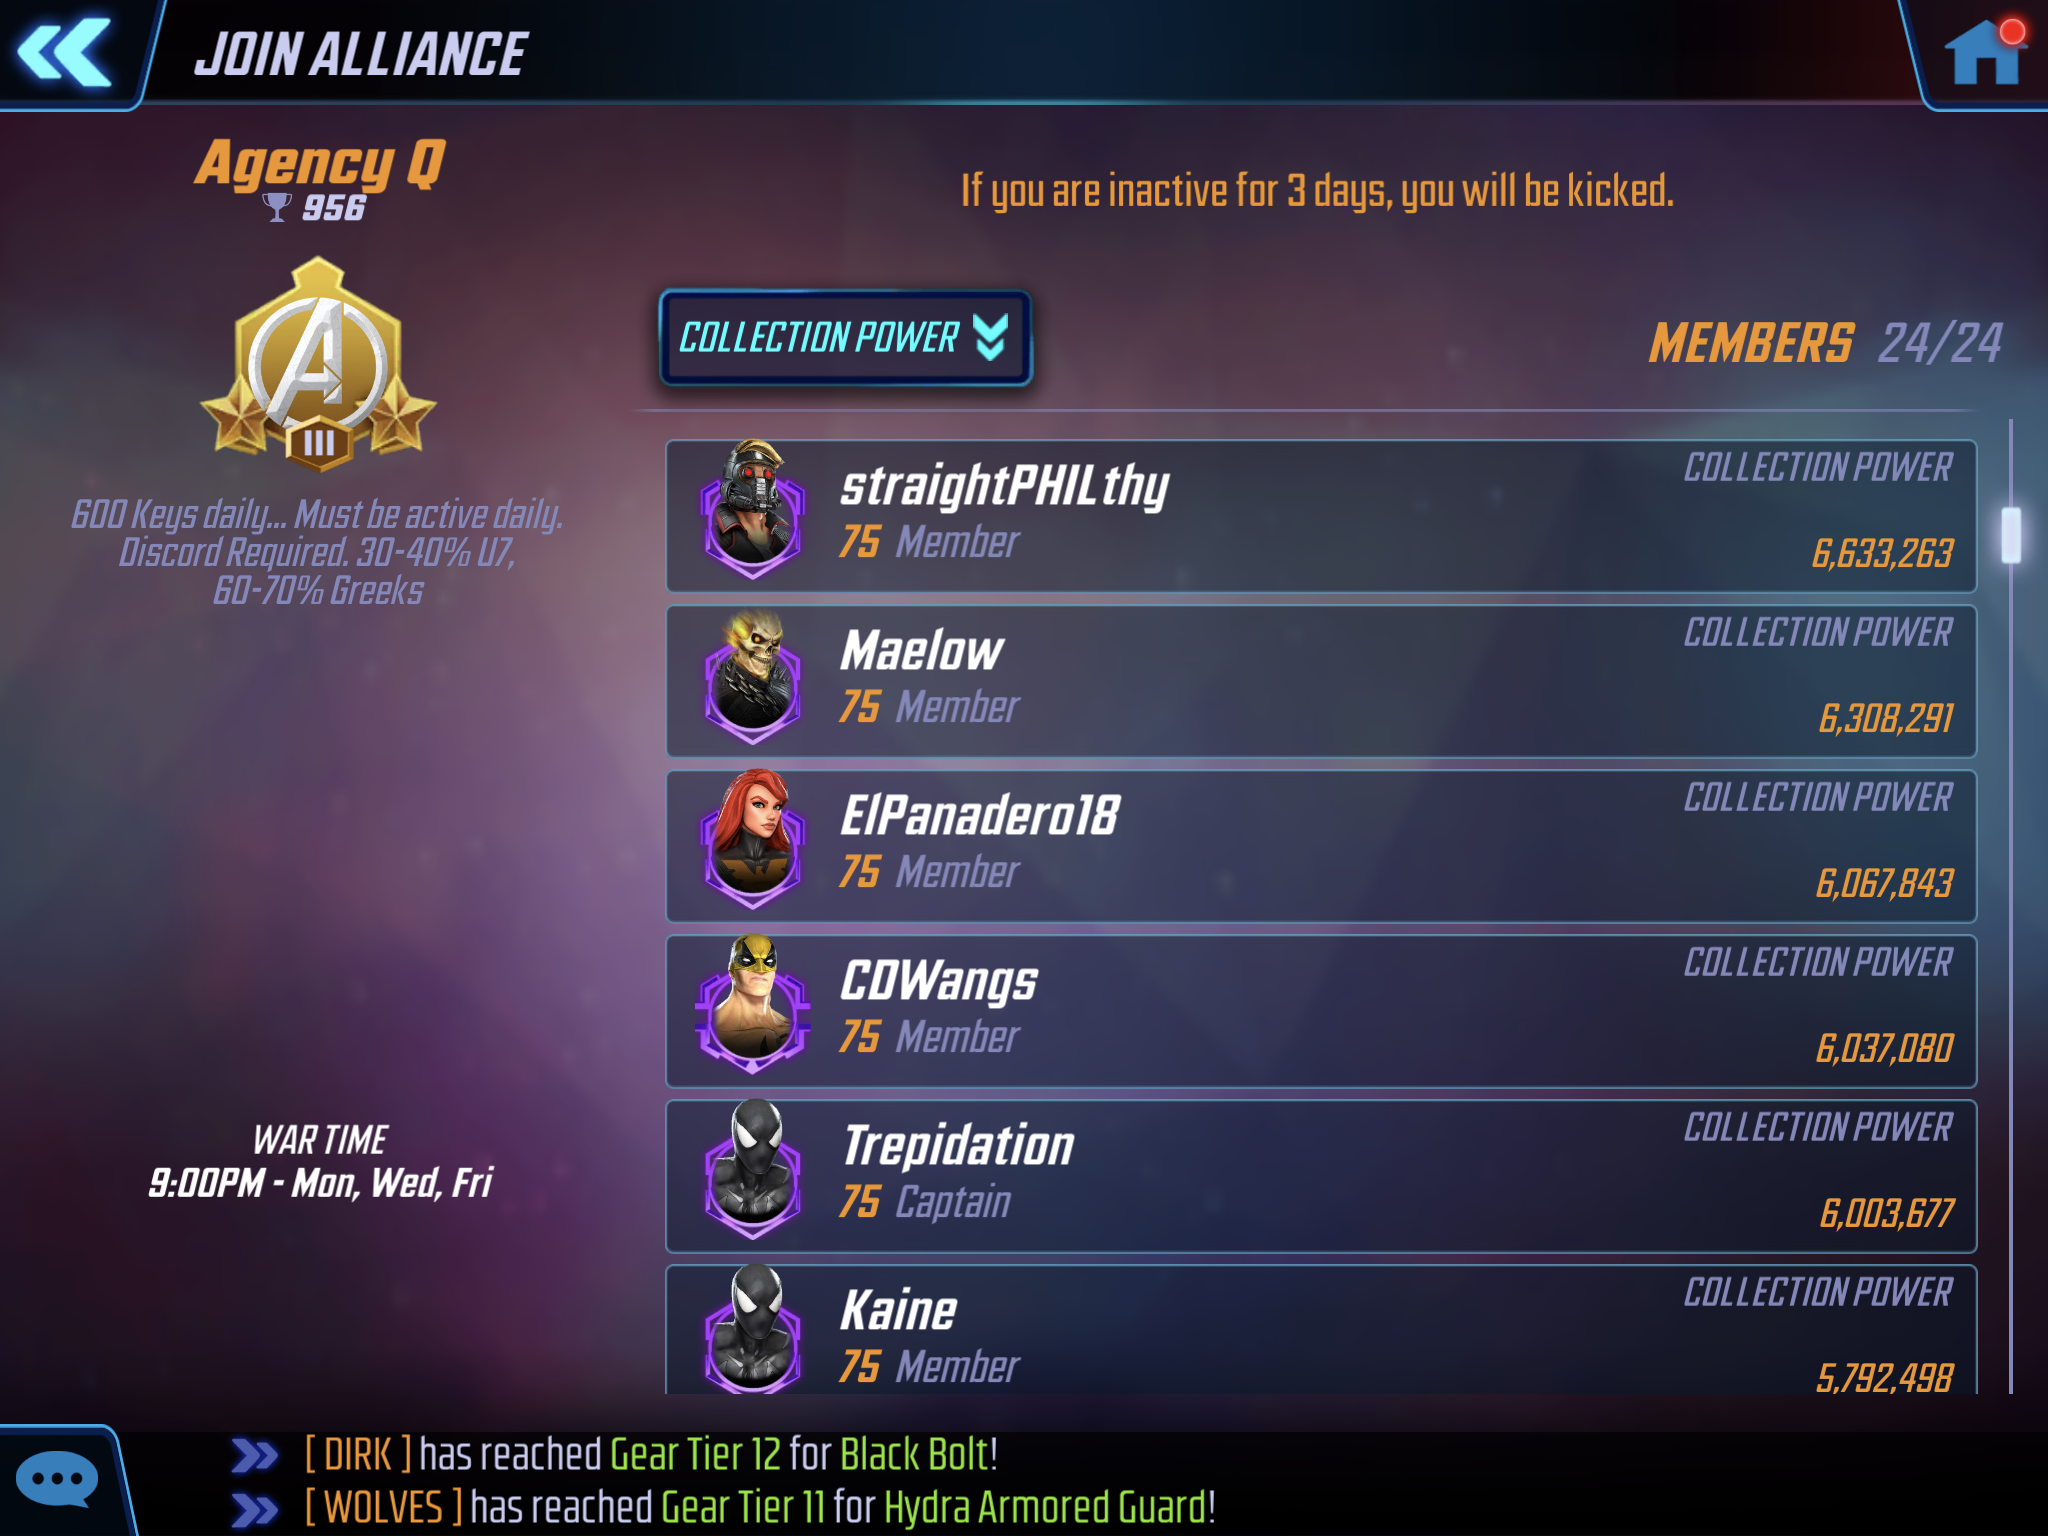 JOIN ALLIANCE
Agency Q
956
III
600 Keys daily... Must be active daily.
Discord Required. 30-40% U7,
60-70% Greeks
WAR TIME
9:00PM - Mon, Wed, Fri
If you are inactive for 3 days, you will be kicked.
COLLECTION POWER
MEMBERS 24/24
straightPHILthy
75 Member
COLLECTION POWER
6,633,263
Maelow
75 Member
COLLECTION POWER
6,308,291
ElPanadero18
75 Member
COLLECTION POWER
6,067,843
CDWangs
75 Member
COLLECTION POWER
6,037,080
Trepidation
75 Captain
COLLECTION POWER
6,003,677
Kaine
75 Member
COLLECTION POWER
5,792,498
[ DIRK ] has reached Gear Tier 12 for Black Bolt!
[ WOLVES ] has reached Gear Tier 11 for Hydra Armored Guard!